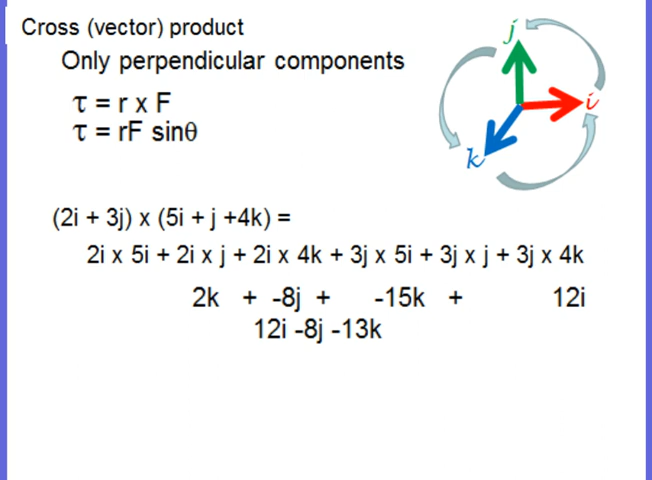 Cross (vector) product
Only perpendicular components
τ = r x F
τ = rF sinθ
j
i
k
(2i + 3j) x (5i + j +4k) =
2i x 5i + 2i x j + 2i x 4k + 3j x 5i + 3j x j + 3j x 4k
2k + -8j + -15k + 12i
12i -8j -13k